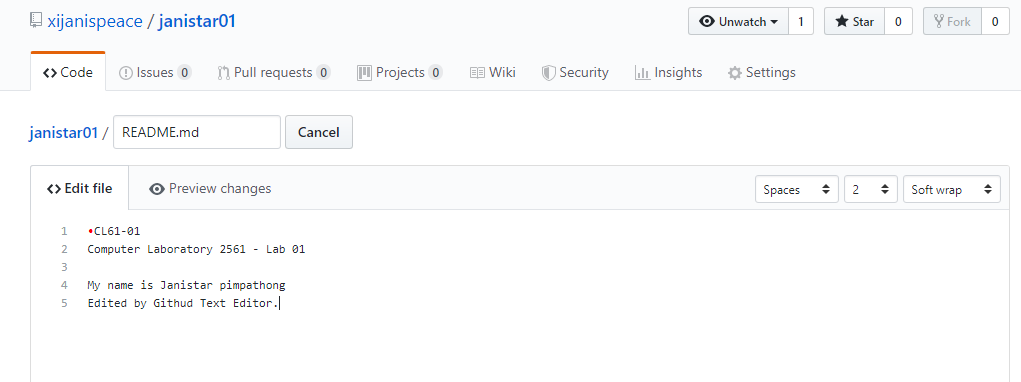 xijanispeace / janistar01
Unwatch 1 Star 0 Fork 0
Code Issues 0 Pull requests 0 Projects 0 Wiki Security Insights Settings
janistar01 / README.md Cancel
Edit file Preview changes Spaces 2 Soft wrap
1 •CL61-01
2 Computer Laboratory 2561 - Lab 01
3
4 My name is Janistar pimpathong
5 Edited by Githud Text Editor.